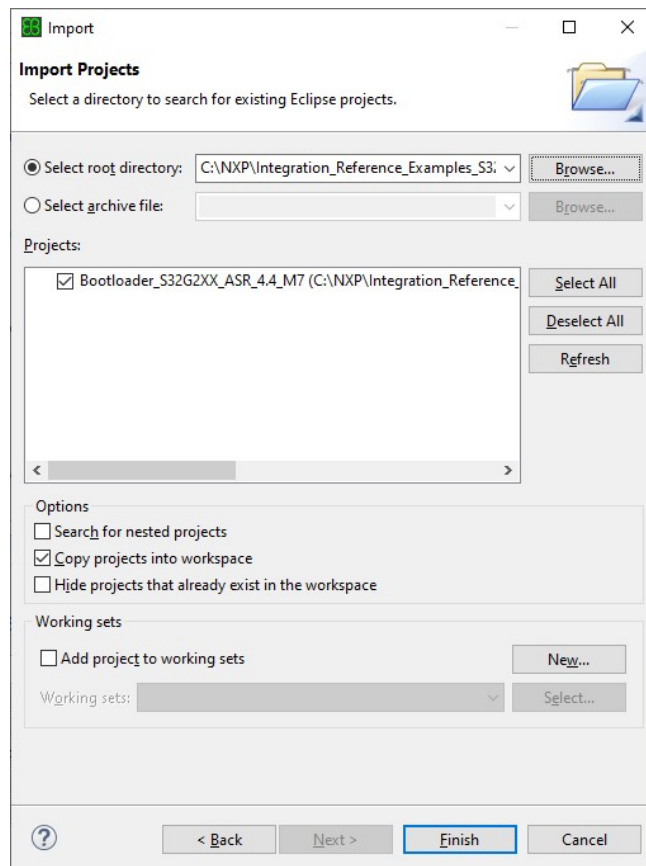 Import
Import Projects
Select a directory to search for existing Eclipse projects.
Select root directory: C:\NXP\Integration_Reference_Examples_S3 Browse...
Select archive file: Browse...
Projects:
Bootloader_S32G2XX_ASR_4.4_M7 (C:\NXP\Integration_Reference_ Select All
Deselect All
Refresh
Options
Search for nested projects
Copy projects into workspace
Hide projects that already exist in the workspace
Working sets
Add project to working sets New...
Working sets: Select...
? < Back Next > Finish Cancel